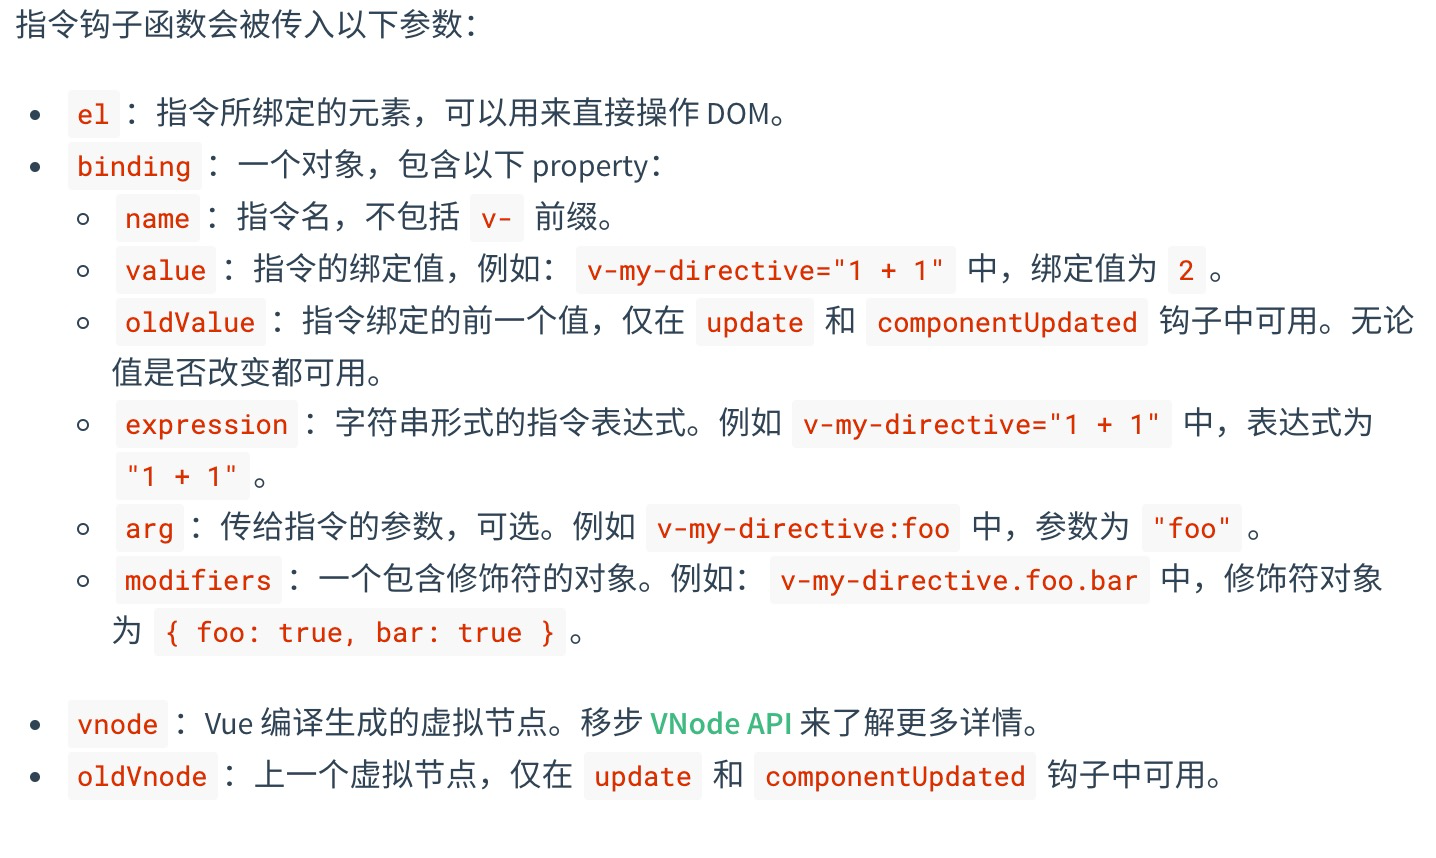 指令钩子函数会被传入以下参数：
el：指令所绑定的元素，可以用来直接操作 DOM。
binding：一个对象，包含以下 property：
name：指令名，不包括 v- 前缀。
value：指令的绑定值，例如：v-my-directive="1 + 1" 中，绑定值为 2。
oldValue：指令绑定的前一个值，仅在 update 和 componentUpdated 钩子中可用。无论
值是否改变都可用。
expression：字符串形式的指令表达式。例如 v-my-directive="1 + 1" 中，表达式为
"1 + 1"。
arg：传给指令的参数，可选。例如 v-my-directive:foo 中，参数为 "foo"。
modifiers：一个包含修饰符的对象。例如：v-my-directive.foo.bar 中，修饰符对象
为 { foo: true, bar: true }。
vnode：Vue 编译生成的虚拟节点。移步 VNode API 来了解更多详情。
oldVnode：上一个虚拟节点，仅在 update 和 componentUpdated 钩子中可用。